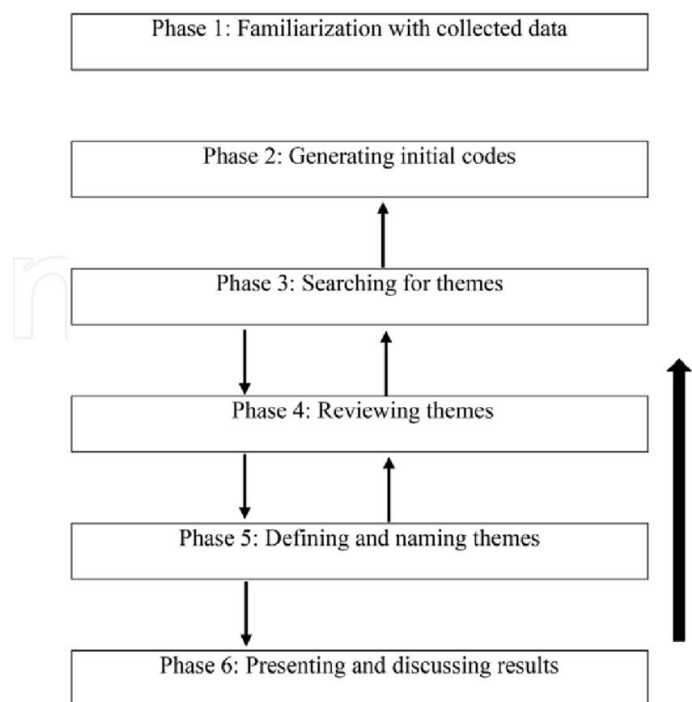 Phase 1: Familiarization with collected data
Phase 2: Generating initial codes
Phase 3: Searching for themes
Phase 4: Reviewing themes
Phase 5: Defining and naming themes
Phase 6: Presenting and discussing results